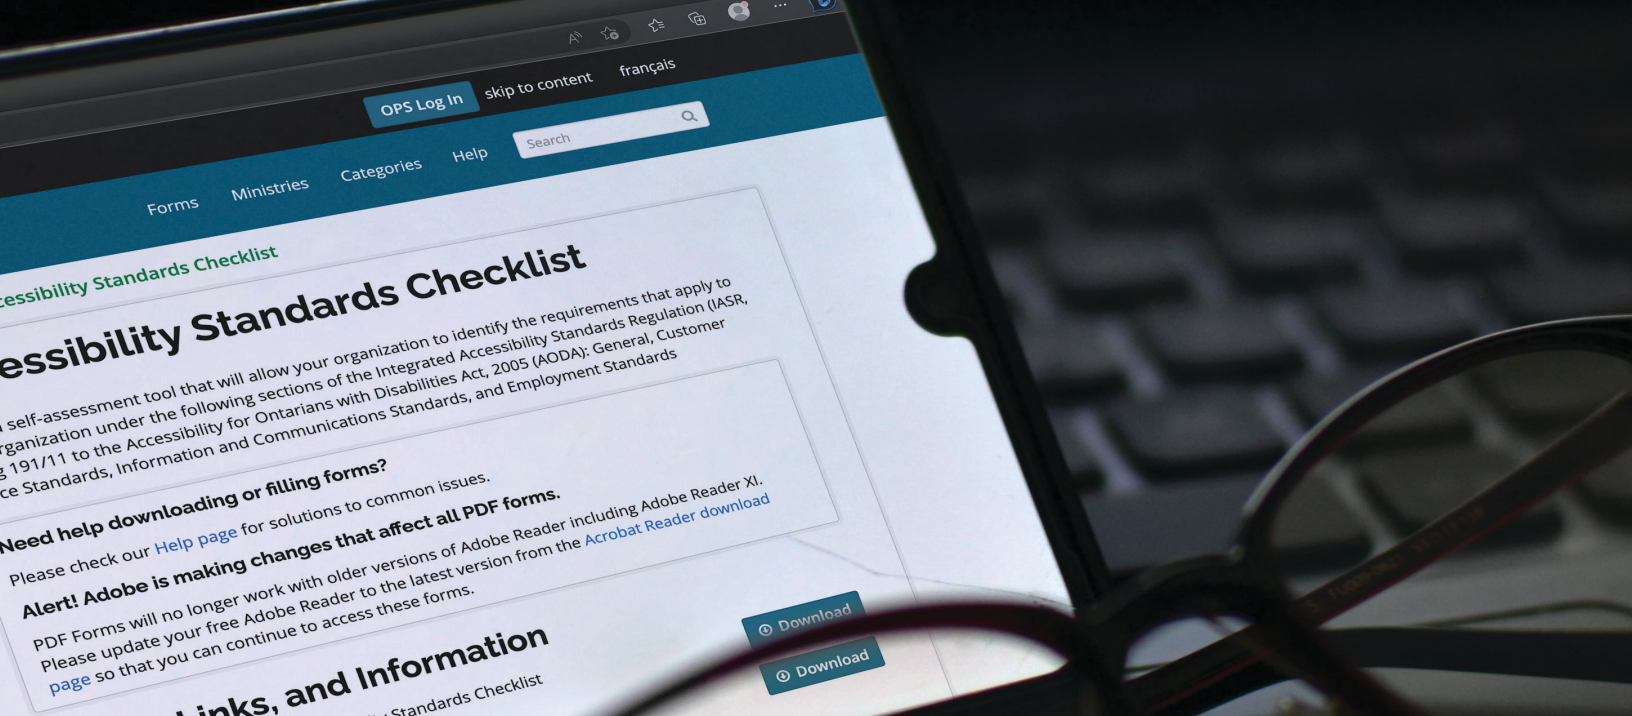 OPS Log In skip to content français
Forms Ministries Categories Help Search
cessibility Standards Checklist
essibility Standards Checklist
self-assessment tool that will allow your organization to identify the requirements that apply to
rganization under the following sections of the Integrated Accessibility Standards Regulation (IASR,
g 191/11 to the Accessibility for Ontarians with Disabilities Act, 2005 (AODA): General, Customer
ce Standards, Information and Communications Standards, and Employment Standards
Need help downloading or filling forms?
Please check our Help page for solutions to common issues.
Alert! Adobe is making changes that affect all PDF forms.
PDF Forms will no longer work with older versions of Adobe Reader including Adobe Reader XI.
Please update your free Adobe Reader to the latest version from the Acrobat Reader download
page so that you can continue to access these forms.
Links, and Information
Download
Standards Checklist
Download